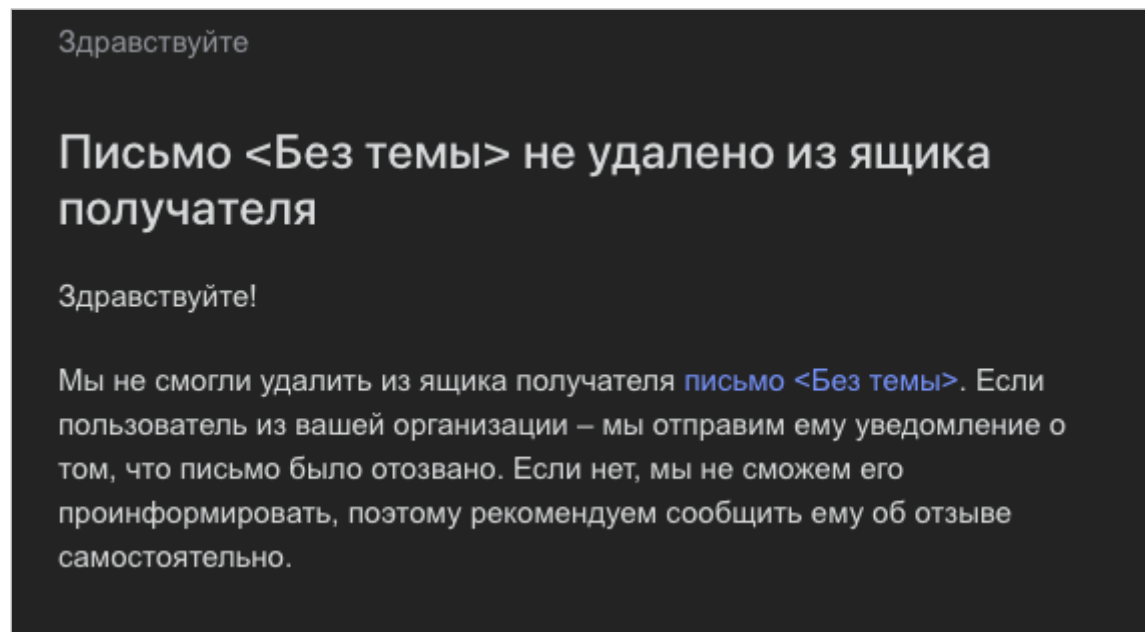 Здравствуйте
Письмо <Без темы> не удалено из ящика
получателя
Здравствуйте!
Мы не смогли удалить из ящика получателя письмо <Без темы>. Если
пользователь из вашей организации – мы отправим ему уведомление о
том, что письмо было отозвано. Если нет, мы не сможем его
проинформировать, поэтому рекомендуем сообщить ему об отзыве
самостоятельно.